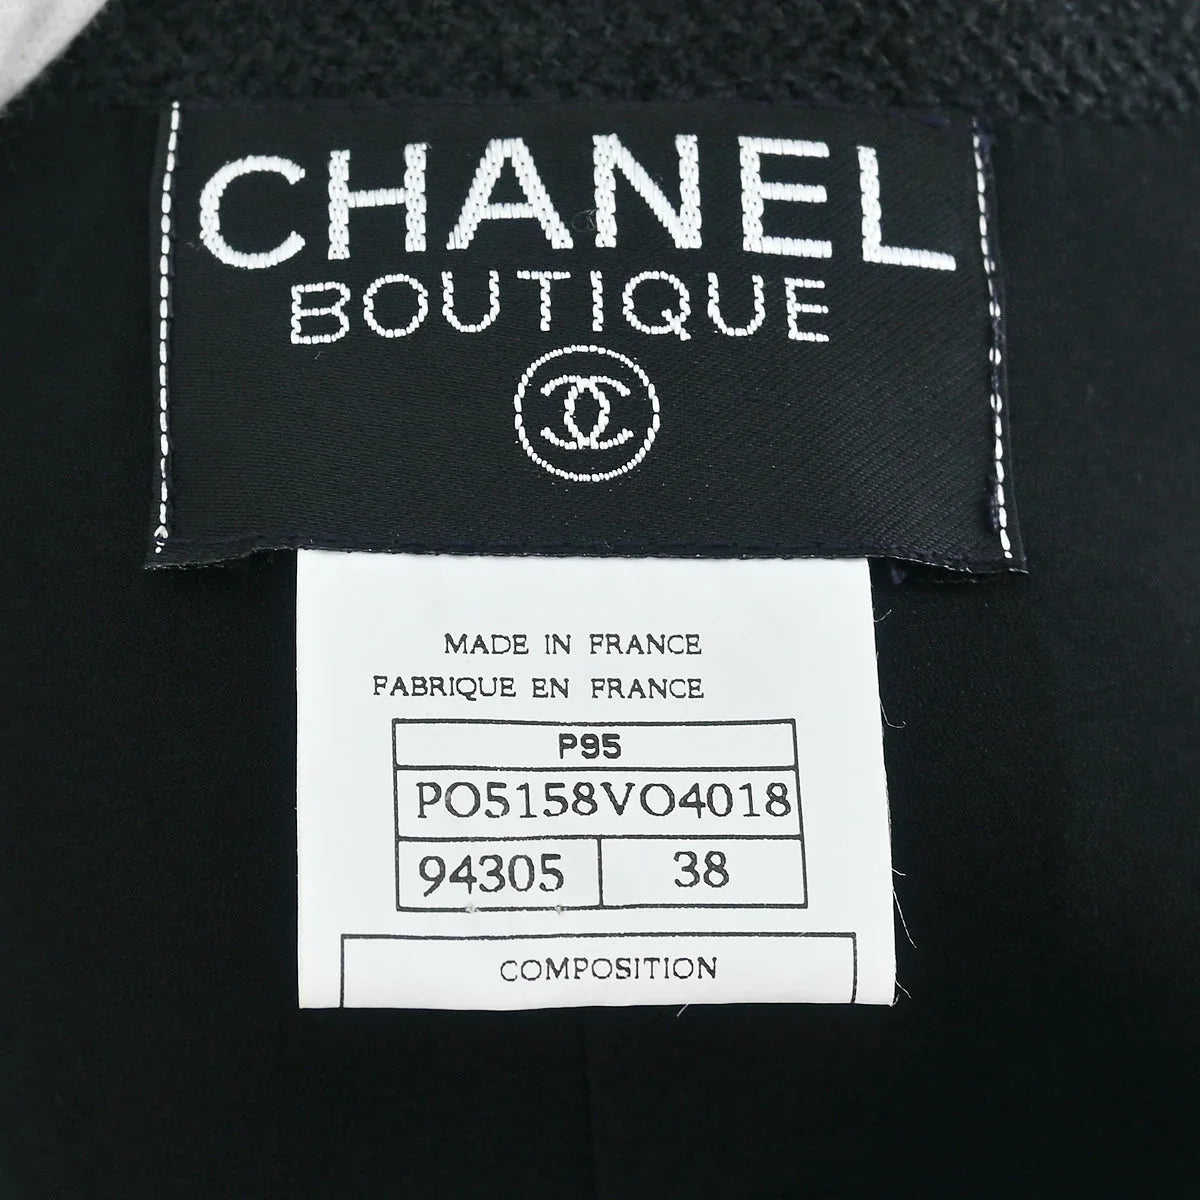 CHANEL
BOUTIQUE
MADE IN FRANCE
FABRIQUE EN FRANCE
P95
PO5158VO4018
94305 38
COMPOSITION